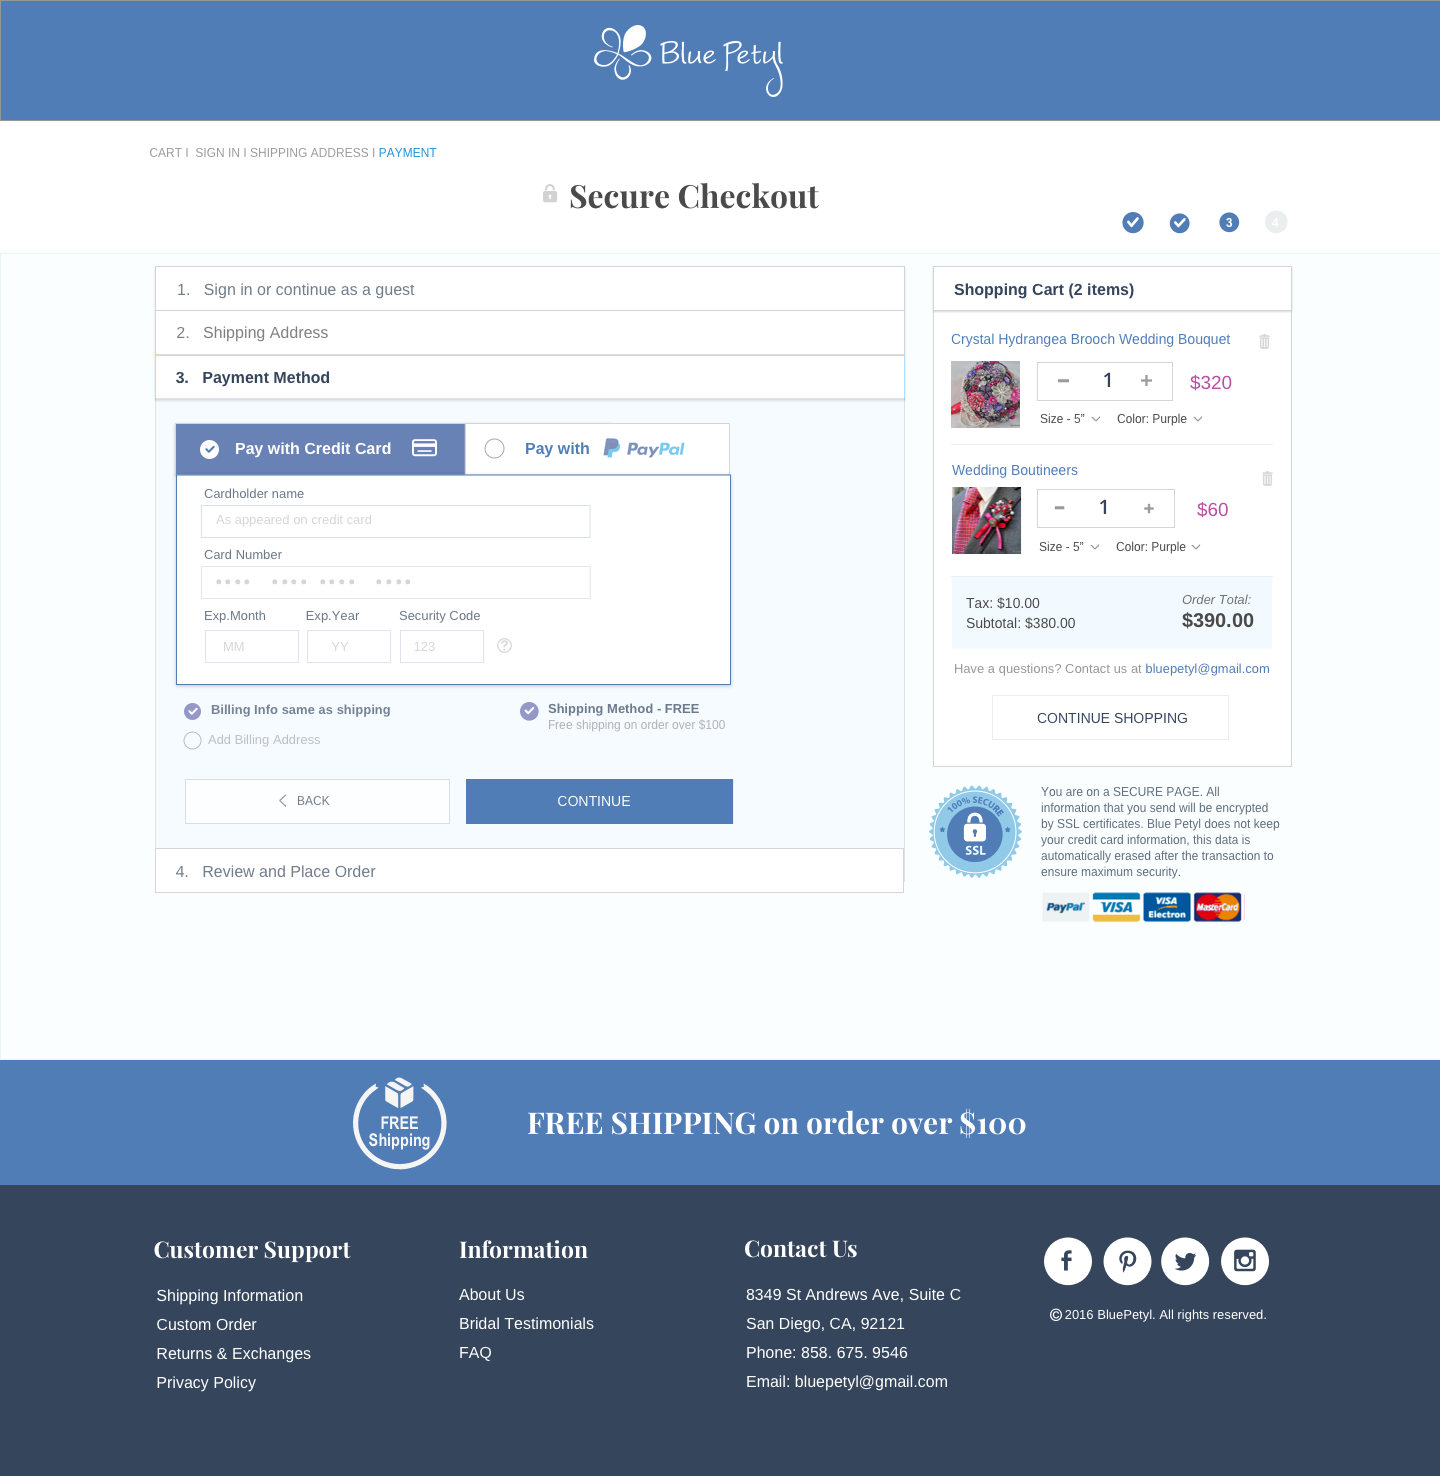 Blue Petyl
CART I SIGN IN I SHIPPING ADDRESS I PAYMENT
Secure Checkout
3
4
1. Sign in or continue as a guest
2. Shipping Address
3. Payment Method
Pay with Credit Card
Pay with PayPal
Cardholder name
As appeared on credit card
Card Number
Exp.Month Exp.Year Security Code
MM YY 123 ?
Billing Info same as shipping
Add Billing Address
Shipping Method - FREE
Free shipping on order over $100
BACK
CONTINUE
4. Review and Place Order
Shopping Cart (2 items)
Crystal Hydrangea Brooch Wedding Bouquet
− 1 + $320
Size - 5” Color: Purple
Wedding Boutineers
− 1 + $60
Size - 5” Color: Purple
Tax: $10.00
Subtotal: $380.00
Order Total:
$390.00
Have a questions? Contact us at bluepetyl@gmail.com
CONTINUE SHOPPING
100% SECURE
SSL
You are on a SECURE PAGE. All
information that you send will be encrypted
by SSL certificates. Blue Petyl does not keep
your credit card information, this data is
automatically erased after the transaction to
ensure maximum security.
PayPal VISA VISA Electron MasterCard
FREE
Shipping
FREE SHIPPING on order over $100
Customer Support
Shipping Information
Custom Order
Returns & Exchanges
Privacy Policy
Information
About Us
Bridal Testimonials
FAQ
Contact Us
8349 St Andrews Ave, Suite C
San Diego, CA, 92121
Phone: 858. 675. 9546
Email: bluepetyl@gmail.com
© 2016 BluePetyl. All rights reserved.